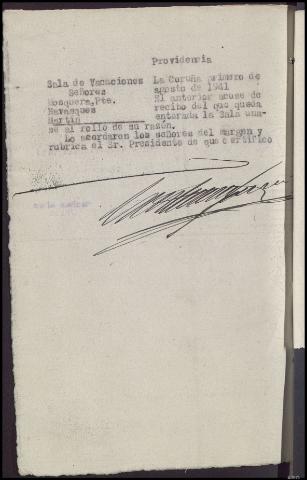 Providencia
Sala de Vacaciones La Coruña primero de
Señores agosto de 1941
Mosquera, Pte. El anterior acuse de
Navasques recibo del que queda
Martin enterada la Sala una-
se al rollo de su razón.
Lo acordaron los señores del margen y
rubrica el Sr. Presidente de que certifico